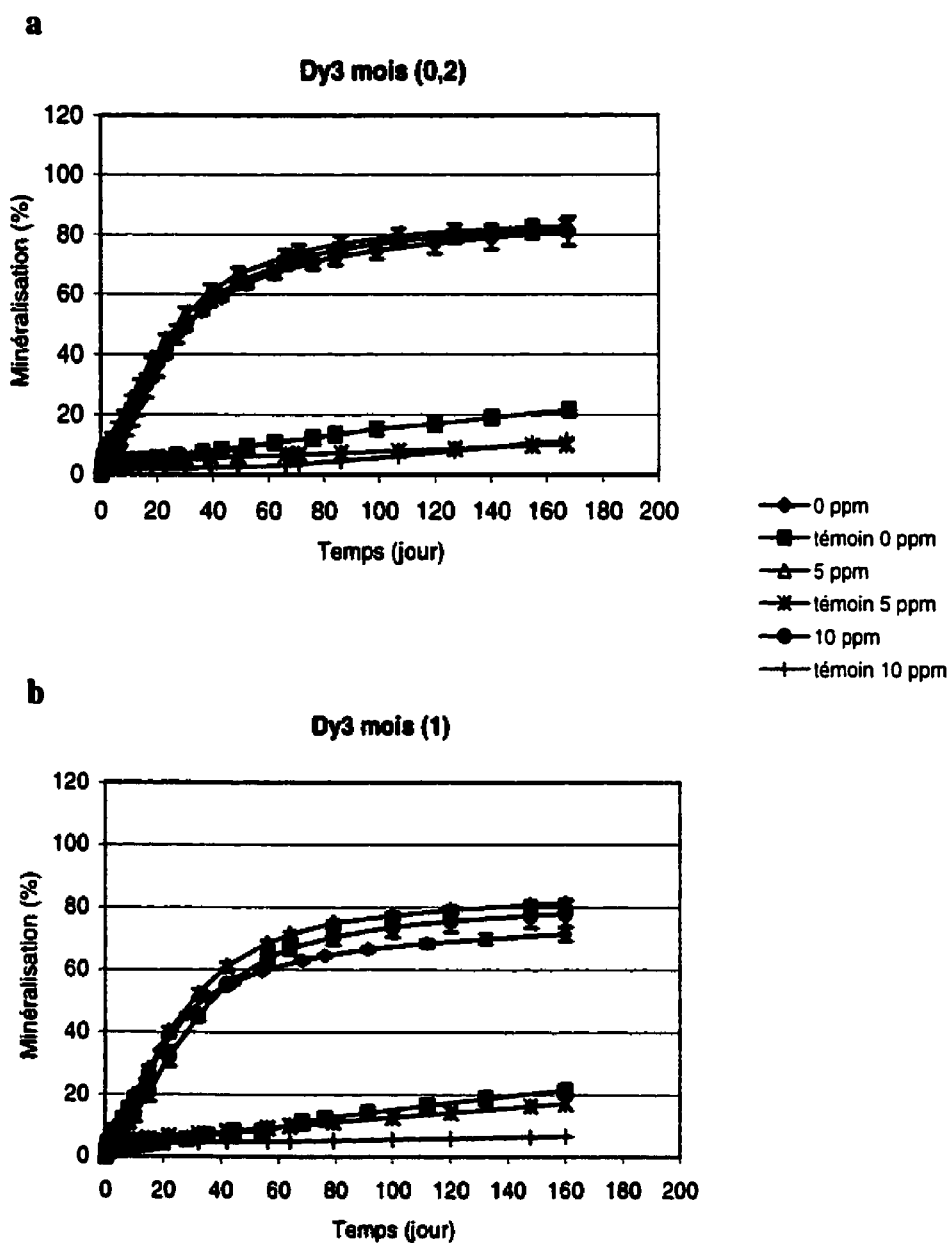 a
Dy3 mois (0,2)
120
100
80
60
40
20
0
Minéralisation (%)
0 20 40 60 80 100 120 140 160 180 200
Temps (jour)
0 ppm
témoin 0 ppm
5 ppm
témoin 5 ppm
10 ppm
témoin 10 ppm
b
Dy3 mois (1)
120
100
80
60
40
20
0
Minéralisation (%)
0 20 40 60 80 100 120 140 160 180 200
Temps (jour)